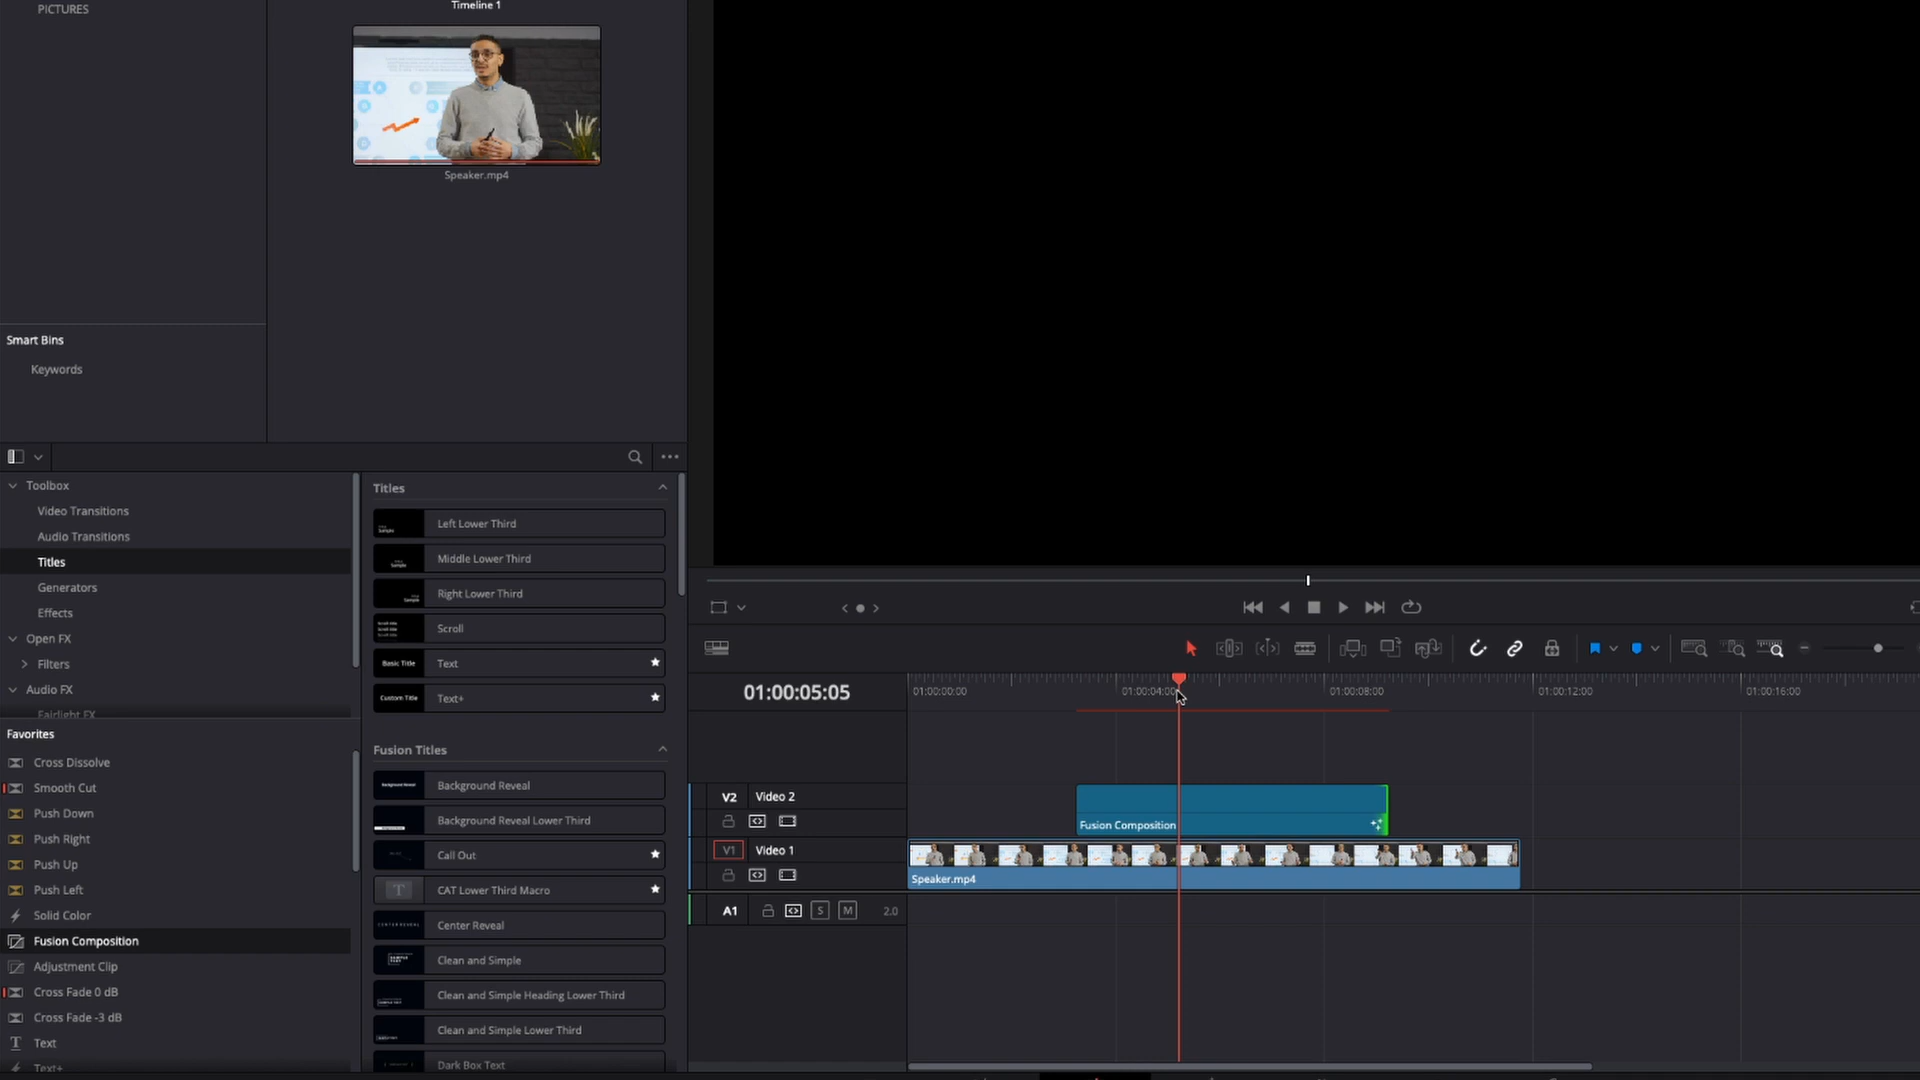 PICTURES
Timeline 1
Speaker.mp4
Smart Bins
Keywords
Toolbox
Video Transitions
Audio Transitions
Titles
Generators
Effects
Open FX
Filters
Audio FX
Fairlight FX
Favorites
Cross Dissolve
Smooth Cut
Push Down
Push Right
Push Up
Push Left
Solid Color
Fusion Composition
Adjustment Clip
Cross Fade 0 dB
Cross Fade -3 dB
Text
Text+
Titles
Left Lower Third
Middle Lower Third
Right Lower Third
Scroll
Basic Title
Text
Custom Title
Text+
Fusion Titles
Background Reveal
Background Reveal
Background Reveal Lower Third
Call Out
T
CAT Lower Third Macro
CENTER REVEAL
Center Reveal
SAMPLE
TEXT
Clean and Simple
Clean and Simple Heading Lower Third
Clean and Simple Lower Third
Dark Box Text
01:00:05:05
01:00:00:00
01:00:04:00
01:00:08:00
01:00:12:00
01:00:16:00
V2 Video 2
Fusion Composition
V1 Video 1
Speaker.mp4
A1 S M 2.0